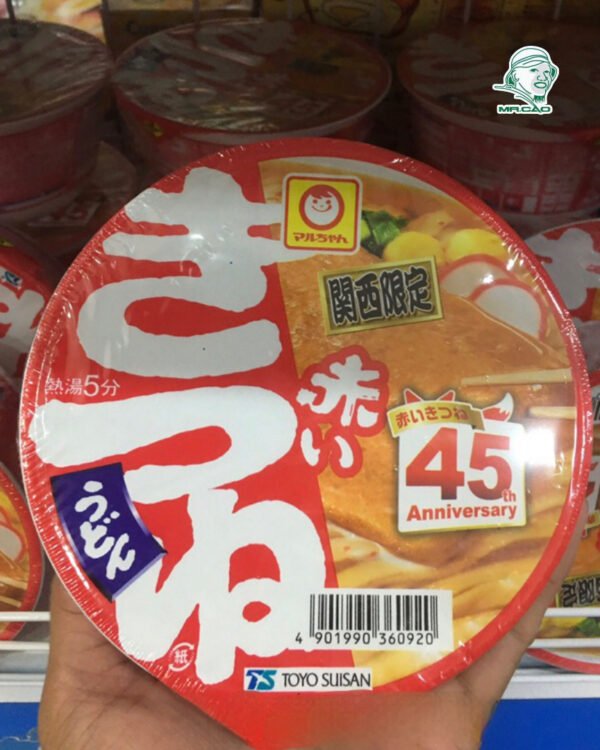 MR.CAO
マルちゃん
関西限定
赤い
きつね
うどん
熱湯5分
赤いきつね
45th
Anniversary
4 901990 360920
紙
TOYO SUISAN